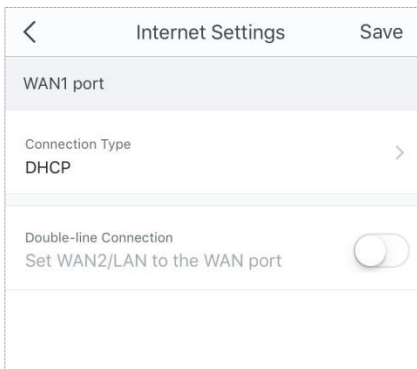 Internet Settings Save
WAN1 port
Connection Type
DHCP
Double-line Connection
Set WAN2/LAN to the WAN port